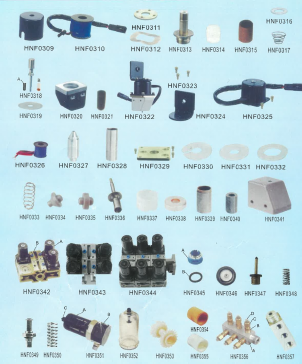 HNF0309 HNF0310 HNF0311 HNF0312 HNF0313 HNF0314 HNF0315 HNF0316 HNF0317
HNF0318 HNF0319 HNF0320 HNF0321 HNF0322 HNF0323 HNF0324 HNF0325
HNF0326 HNF0327 HNF0328 HNF0329 HNF0330 HNF0331 HNF0332
HNF0333 HNF0334 HNF0335 HNF0336 HNF0337 HNF0338 HNF0339 HNF0340 HNF0341
HNF0342 HNF0343 HNF0344 HNF0345 HNF0346 HNF0347 HNF0348
HNF0349 HNF0350 HNF0351 HNF0352 HNF0353 HNF0354 HNF0355 HNF0356 HNF0357